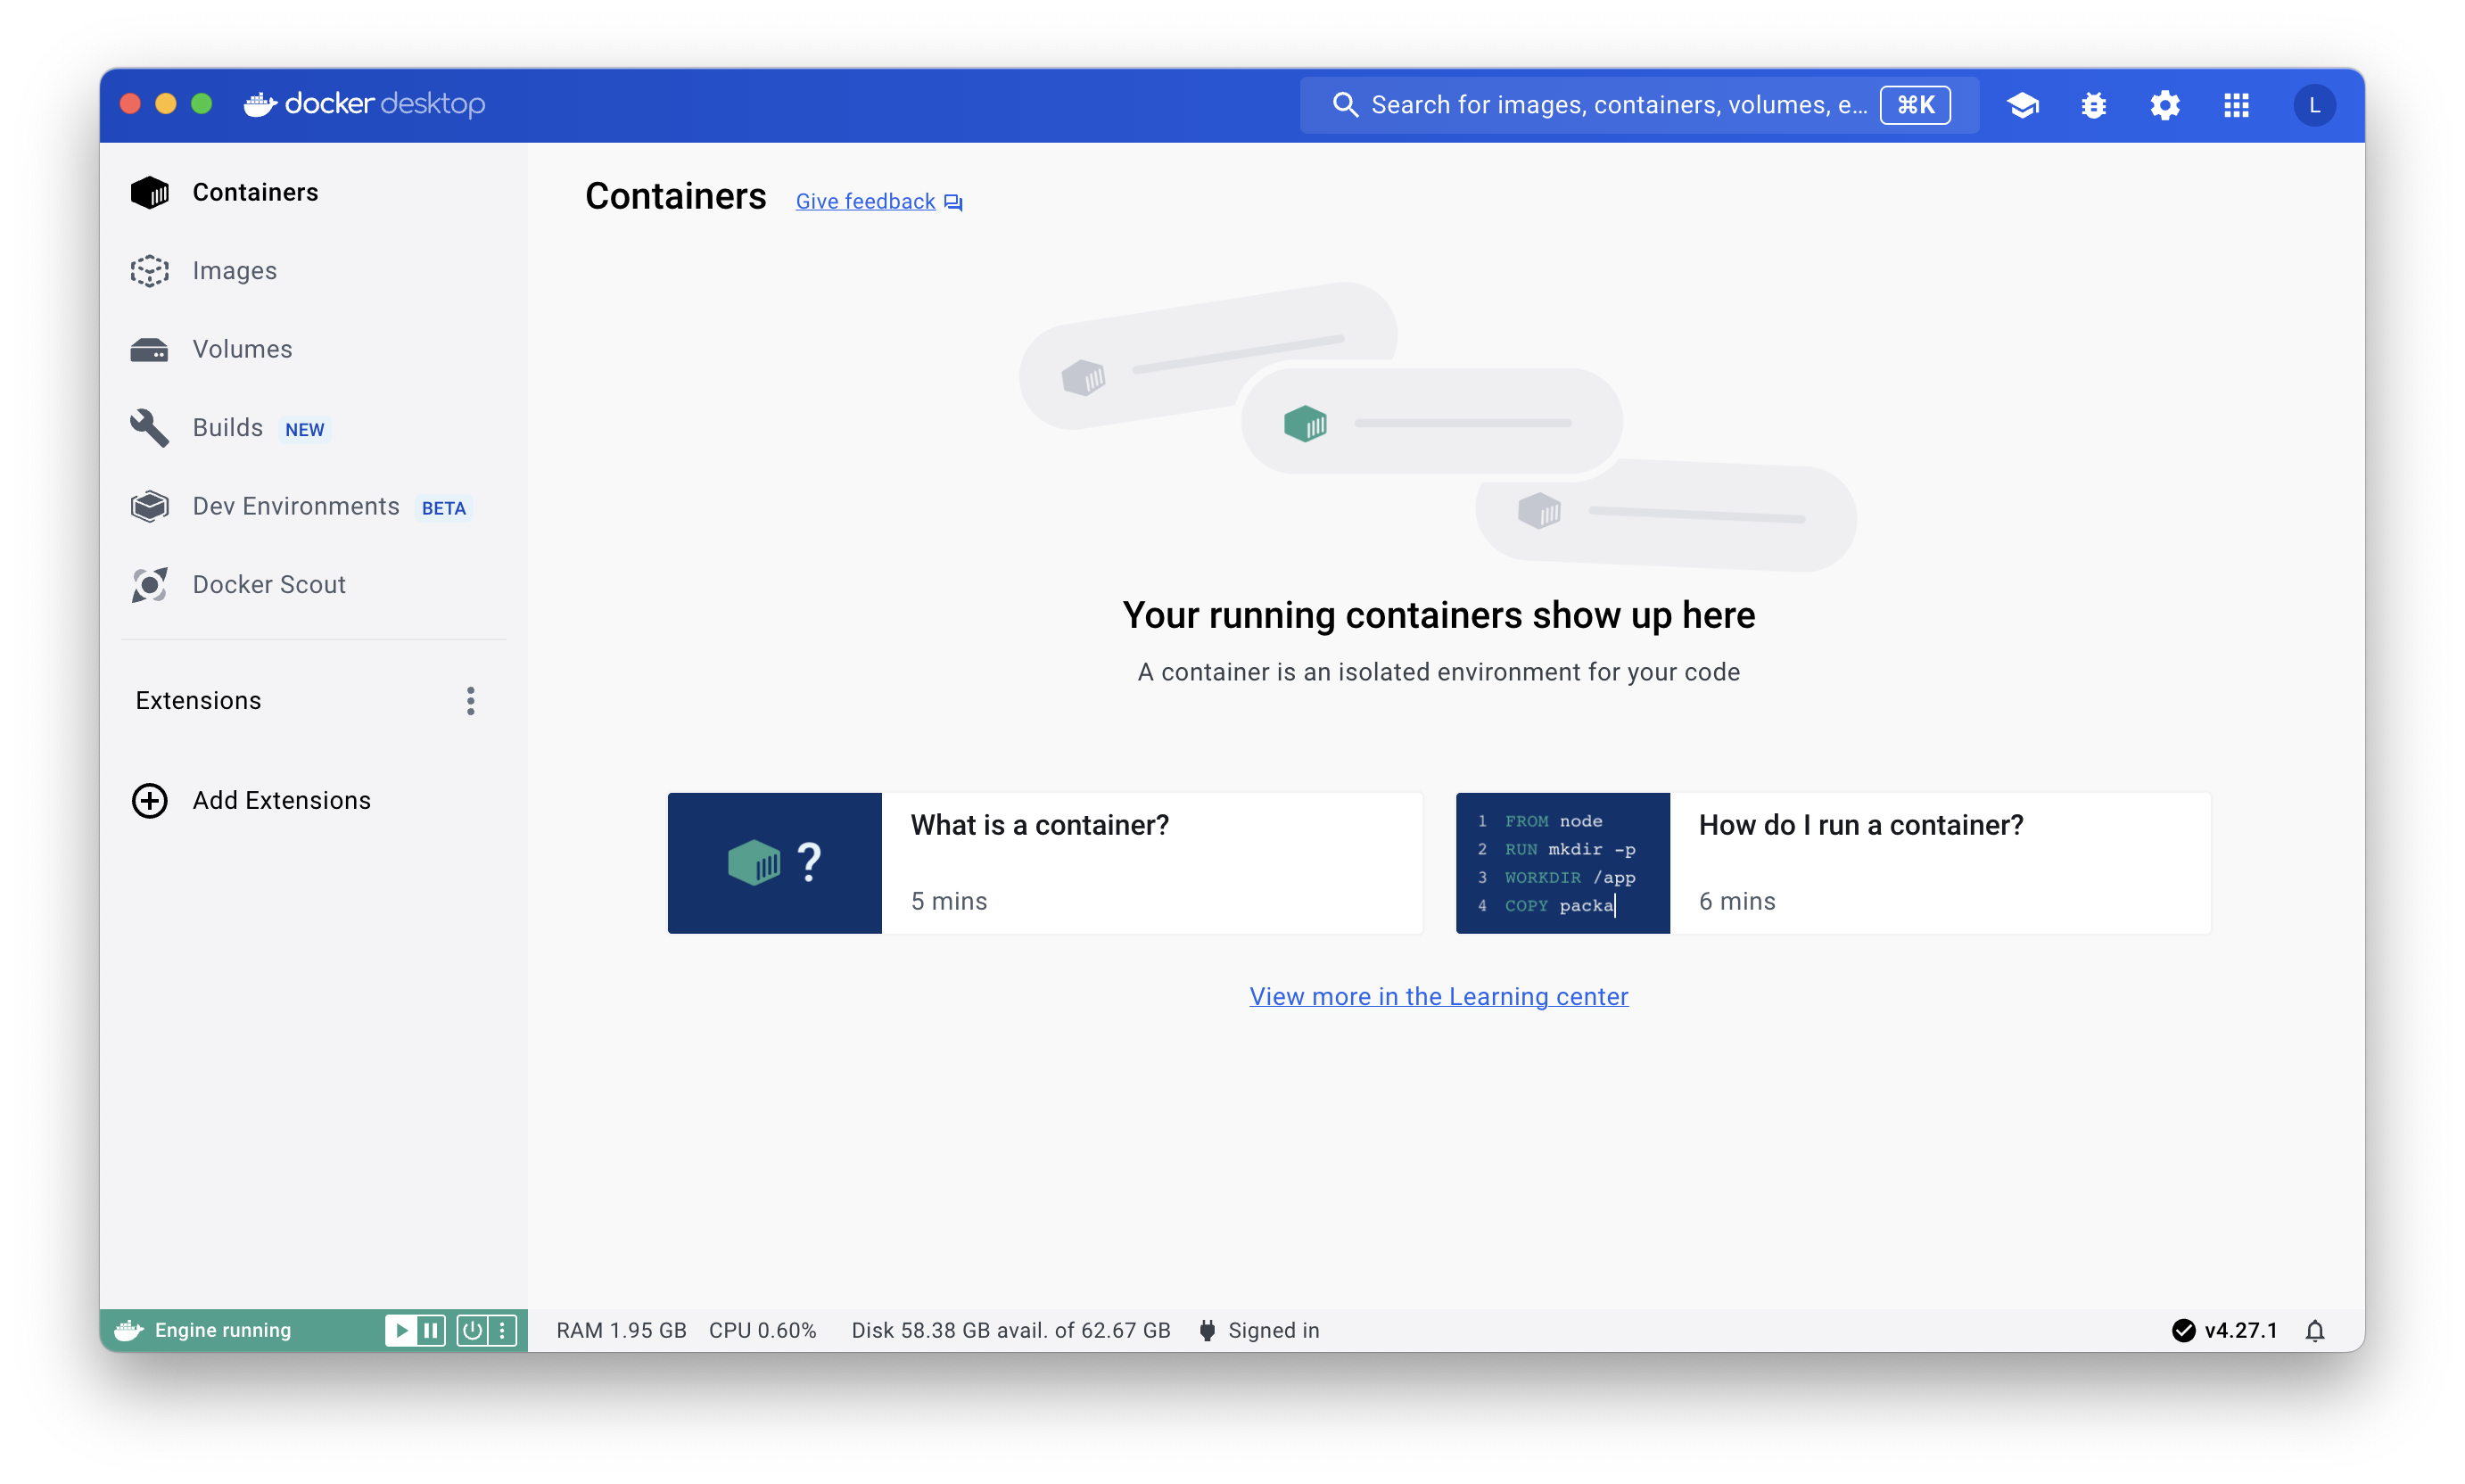 docker desktop
Search for images, containers, volumes, e... ⌘K
L
Containers
Images
Volumes
Builds NEW
Dev Environments BETA
Docker Scout
Extensions
Add Extensions
Containers Give feedback
Your running containers show up here
A container is an isolated environment for your code
?
What is a container?
5 mins
1 FROM node
2 RUN mkdir -p
3 WORKDIR /app
4 COPY packa
How do I run a container?
6 mins
View more in the Learning center
Engine running
RAM 1.95 GB CPU 0.60% Disk 58.38 GB avail. of 62.67 GB Signed in
v4.27.1